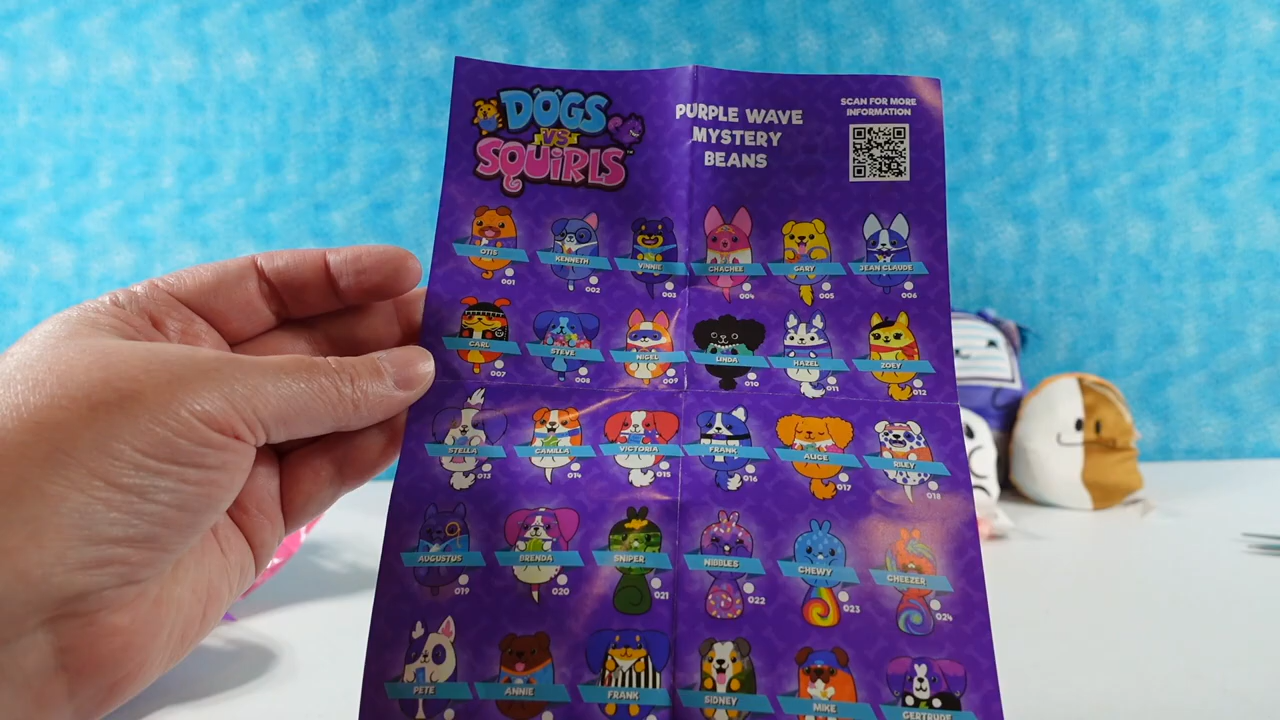 DOGS
VS
SQUIRLS™
PURPLE WAVE
MYSTERY
BEANS
SCAN FOR MORE
INFORMATION
OTIS KENNETH VINNIE CHACHEE GARY JEAN CLAUDE
001 002 003 004 005 006
CARL STEVE NIGEL LINDA HAZEL ZOEY
007 008 009 010 011 012
STELLA CAMILLA VICTORIA FRANK ALICE RILEY
013 014 015 016 017 018
AUGUSTUS BRENDA SNIPER NIBBLES CHEWY CHEEZER
019 020 021 022 023 024
PETE ANNIE FRANK SIDNEY MIKE GERTRUDE